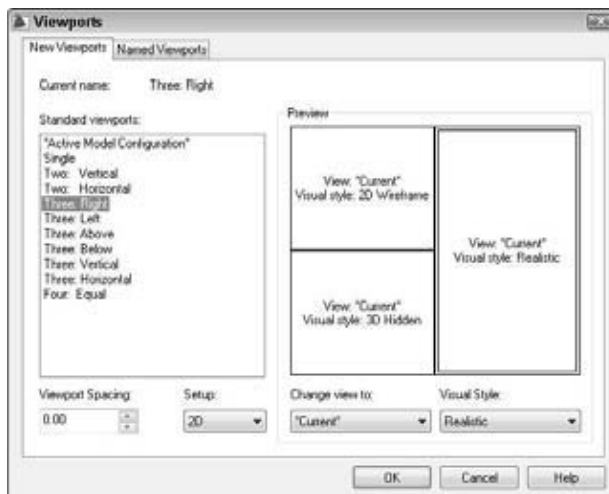 Viewports
New Viewports
Named Viewports
Current name: Three: Right
Standard viewports:
*Active Model Configuration*
Single
Two: Vertical
Two: Horizontal
Three: Right
Three: Left
Three: Above
Three: Below
Three: Vertical
Three: Horizontal
Four: Equal
Viewport Spacing:
0.00
Setup:
2D
Preview
View: "Current"
Visual style: 2D Wireframe
View: "Current"
Visual style: 3D Hidden
View: "Current"
Visual style: Realistic
Change view to:
"Current"
Visual Style:
Realistic
OK
Cancel
Help